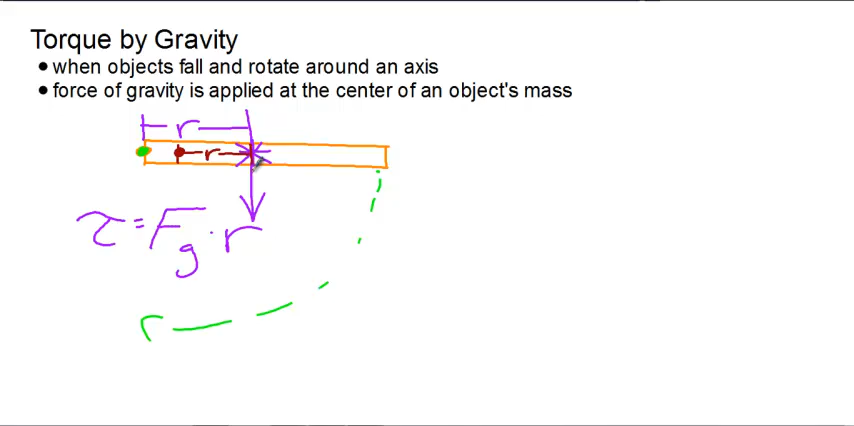 Torque by Gravity
• when objects fall and rotate around an axis
• force of gravity is applied at the center of an object's mass
r
r
τ = Fg · r